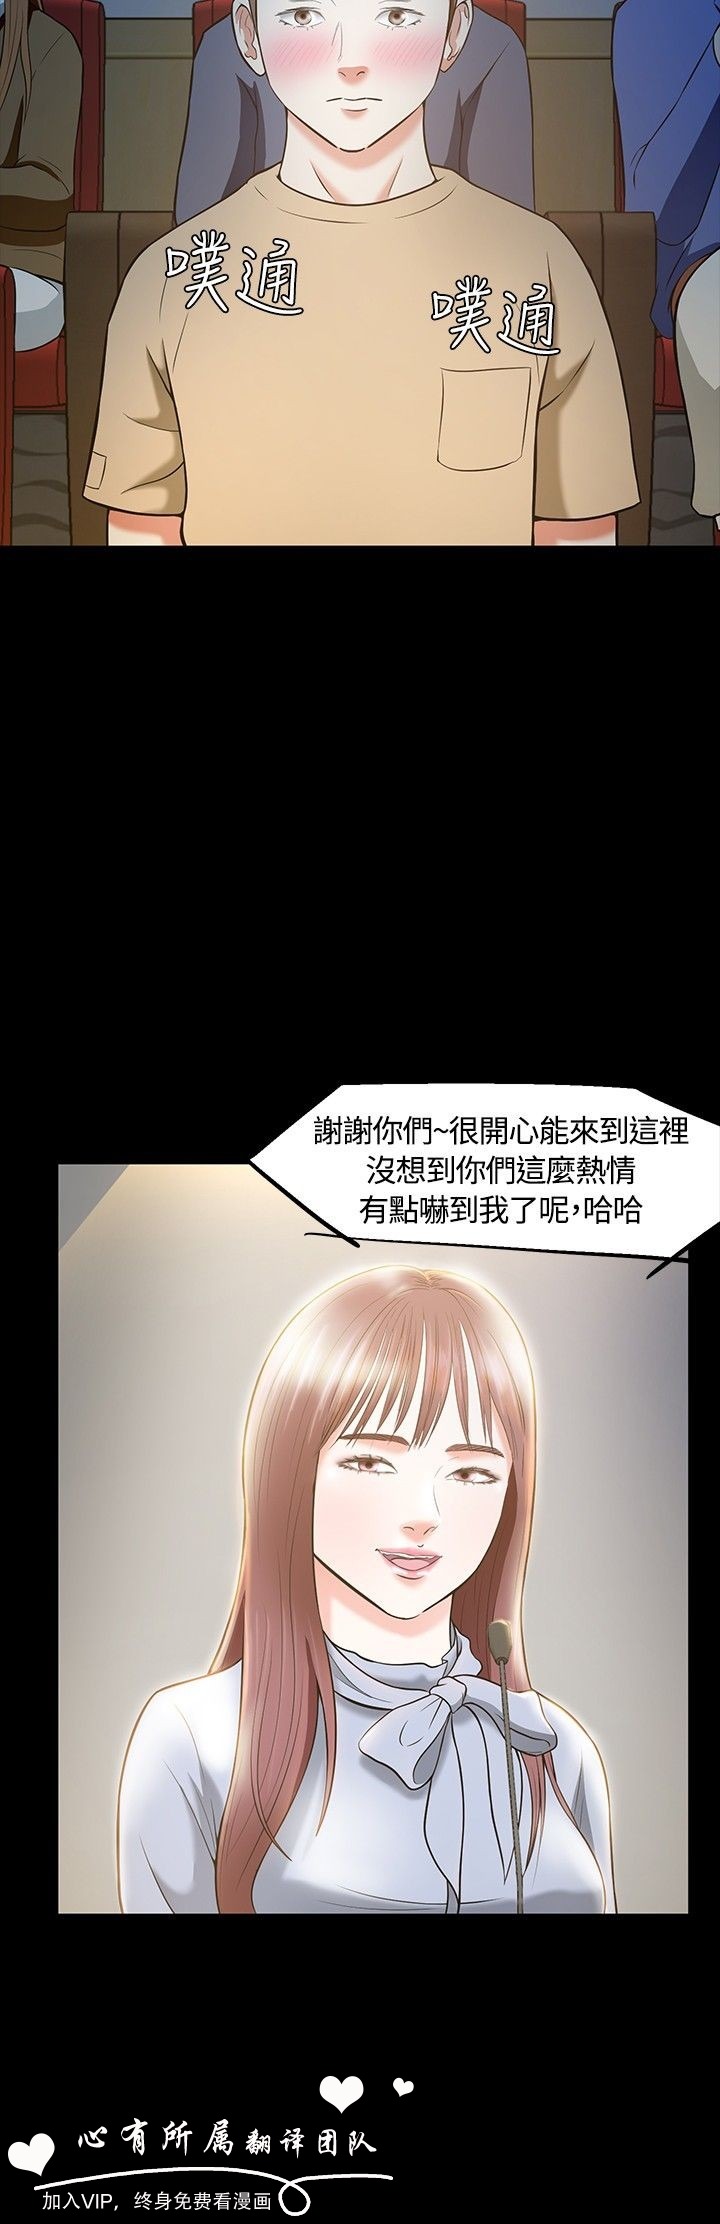 噗通
噗通
謝謝你們~很開心能來到這裡
沒想到你們這麼熱情
有點嚇到我了呢,哈哈
心有所属翻译团队
加入VIP，终身免费看漫画